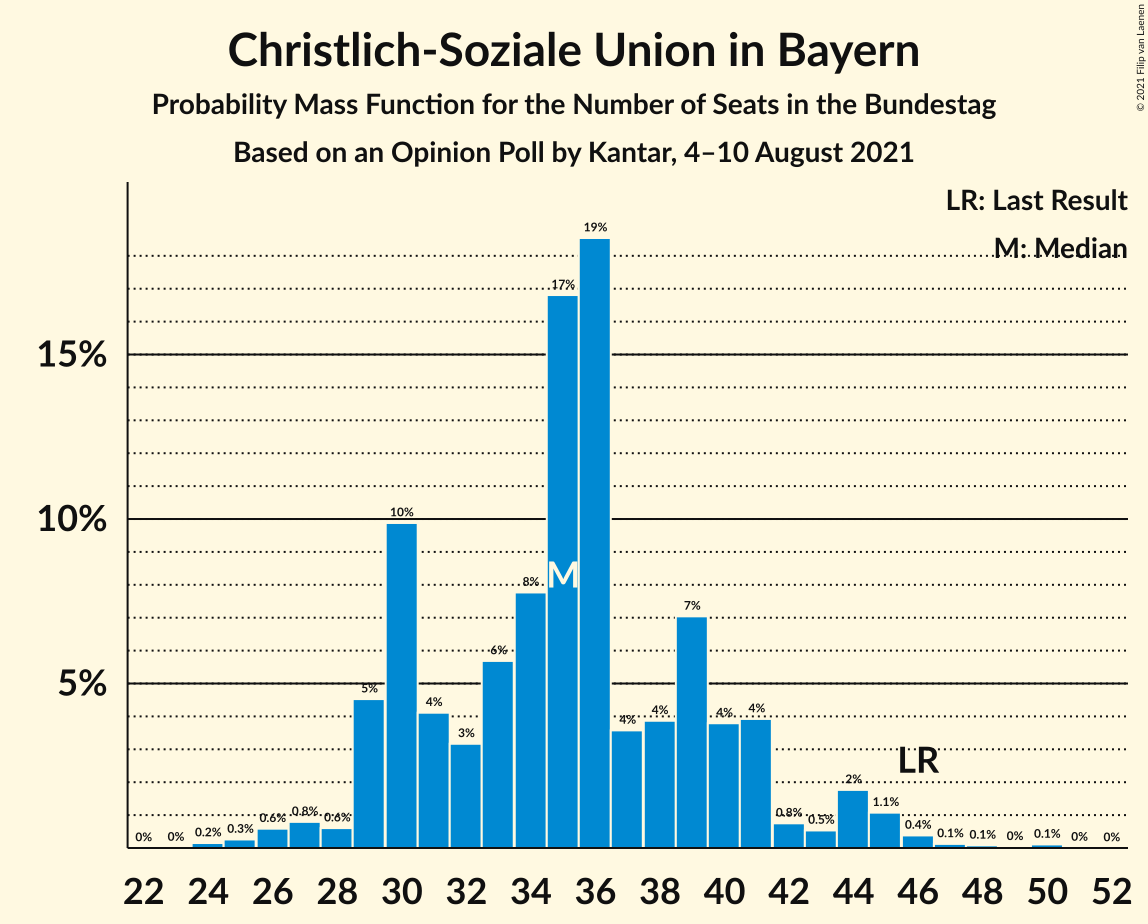 Christlich-Soziale Union in Bayern
Probability Mass Function for the Number of Seats in the Bundestag
Based on an Opinion Poll by Kantar, 4–10 August 2021
© 2021 Filip van Laenen
LR: Last Result
M: Median
15%
10%
5%
0% 0% 0.2% 0.3% 0.6% 0.8% 0.6% 5% 10% 4% 3% 6% 8% 17% 19% 4% 4% 7% 4% 4% 0.8% 0.5% 2% 1.1% 0.4% 0.1% 0.1% 0% 0.1% 0% 0%
M
LR
22 24 26 28 30 32 34 36 38 40 42 44 46 48 50 52